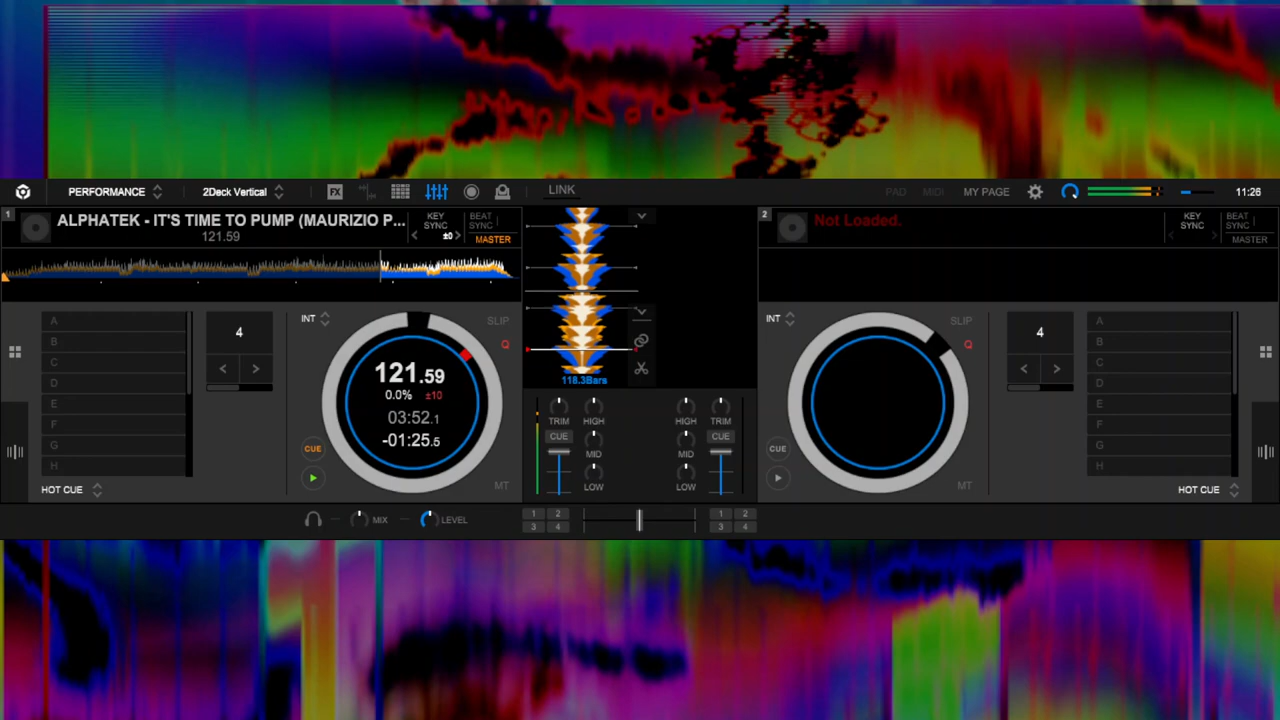 PERFORMANCE 2Deck Vertical FX LINK PAD MIDI MY PAGE 11:26
1 ALPHATEK - IT'S TIME TO PUMP (MAURIZIO P... KEY SYNC ±0 BEAT SYNC MASTER
121.59
2 Not Loaded. KEY SYNC BEAT SYNC MASTER
A
B
C
D
E
F
G
H
HOT CUE
4
INT
SLIP
Q
121.59
0.0% ±10
03:52.1
-01:25.5
CUE
MT
118.3Bars
TRIM HIGH HIGH TRIM
CUE CUE
MID MID
LOW LOW
INT
SLIP
Q
CUE
MT
4
A
B
C
D
E
F
G
H
HOT CUE
MIX LEVEL
1 2 1 2
3 4 3 4